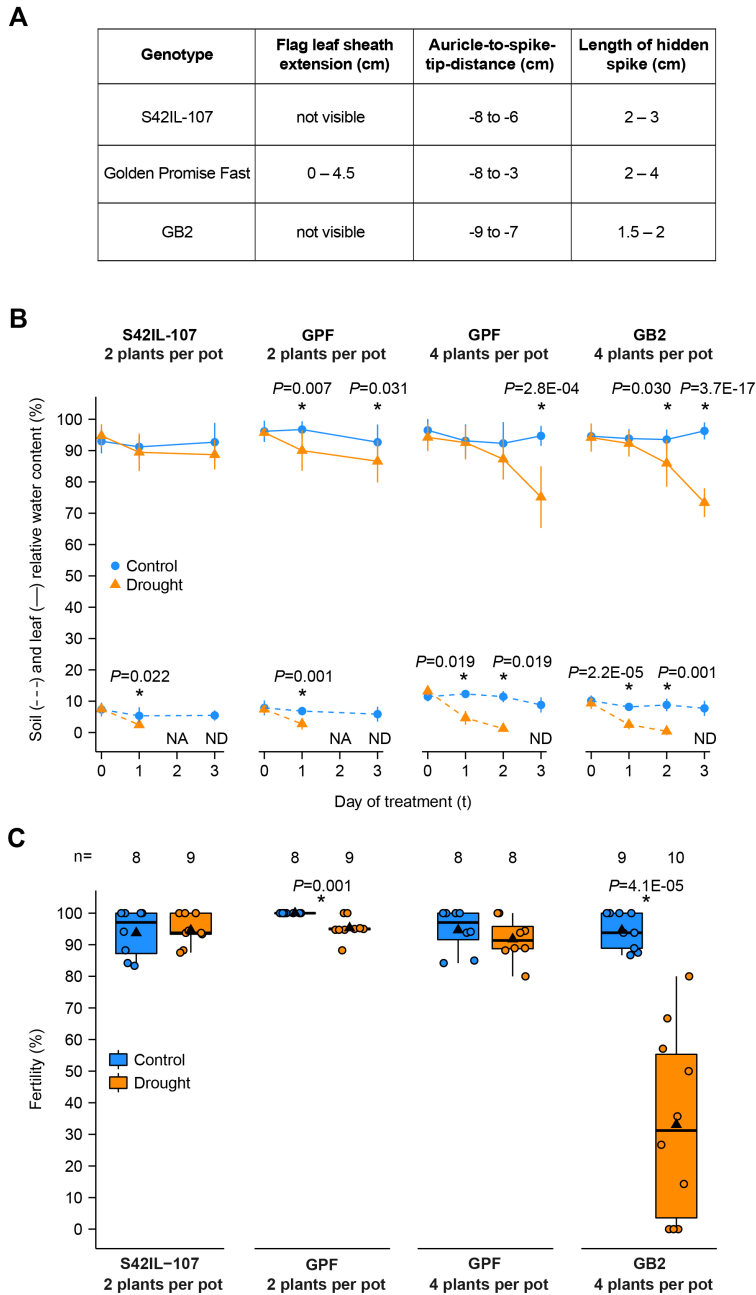 A
Genotype
Flag leaf sheath
extension (cm)
Auricle-to-spike-
tip-distance (cm)
Length of hidden
spike (cm)
S42IL-107
not visible
-8 to -6
2 – 3
Golden Promise Fast
0 – 4.5
-8 to -3
2 – 4
GB2
not visible
-9 to -7
1.5 – 2
B
S42IL-107
2 plants per pot
GPF
2 plants per pot
GPF
4 plants per pot
GB2
4 plants per pot
Soil (- - -) and leaf (—) relative water content (%)
100
90
80
70
60
50
40
30
20
10
0
P=0.007
*
P=0.031
*
P=2.8E-04
*
P=0.030
*
P=3.7E-17
*
Control
Drought
P=0.022
*
P=0.001
*
P=0.019
*
P=0.019
*
P=2.2E-05
*
P=0.001
*
NA ND
NA ND
ND
ND
0 1 2 3
0 1 2 3
0 1 2 3
0 1 2 3
Day of treatment (t)
C
n= 8 9 8 9 8 8 9 10
P=0.001
*
P=4.1E-05
*
Fertility (%)
100
90
80
70
60
50
40
30
20
10
0
Control
Drought
S42IL−107
2 plants per pot
GPF
2 plants per pot
GPF
4 plants per pot
GB2
4 plants per pot